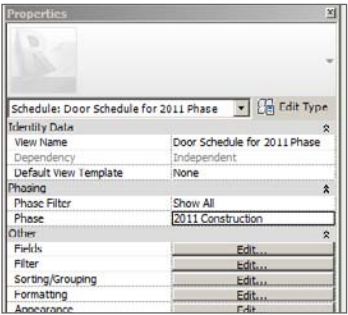 Properties
Schedule: Door Schedule for 2011 Phase Edit Type
Identity Data
View Name Door Schedule for 2011 Phase
Dependency Independent
Default View Template None
Phasing
Phase Filter Show All
Phase 2011 Construction
Other
Fields Edit...
Filter Edit...
Sorting/Grouping Edit...
Formatting Edit...
Appearance Edit...